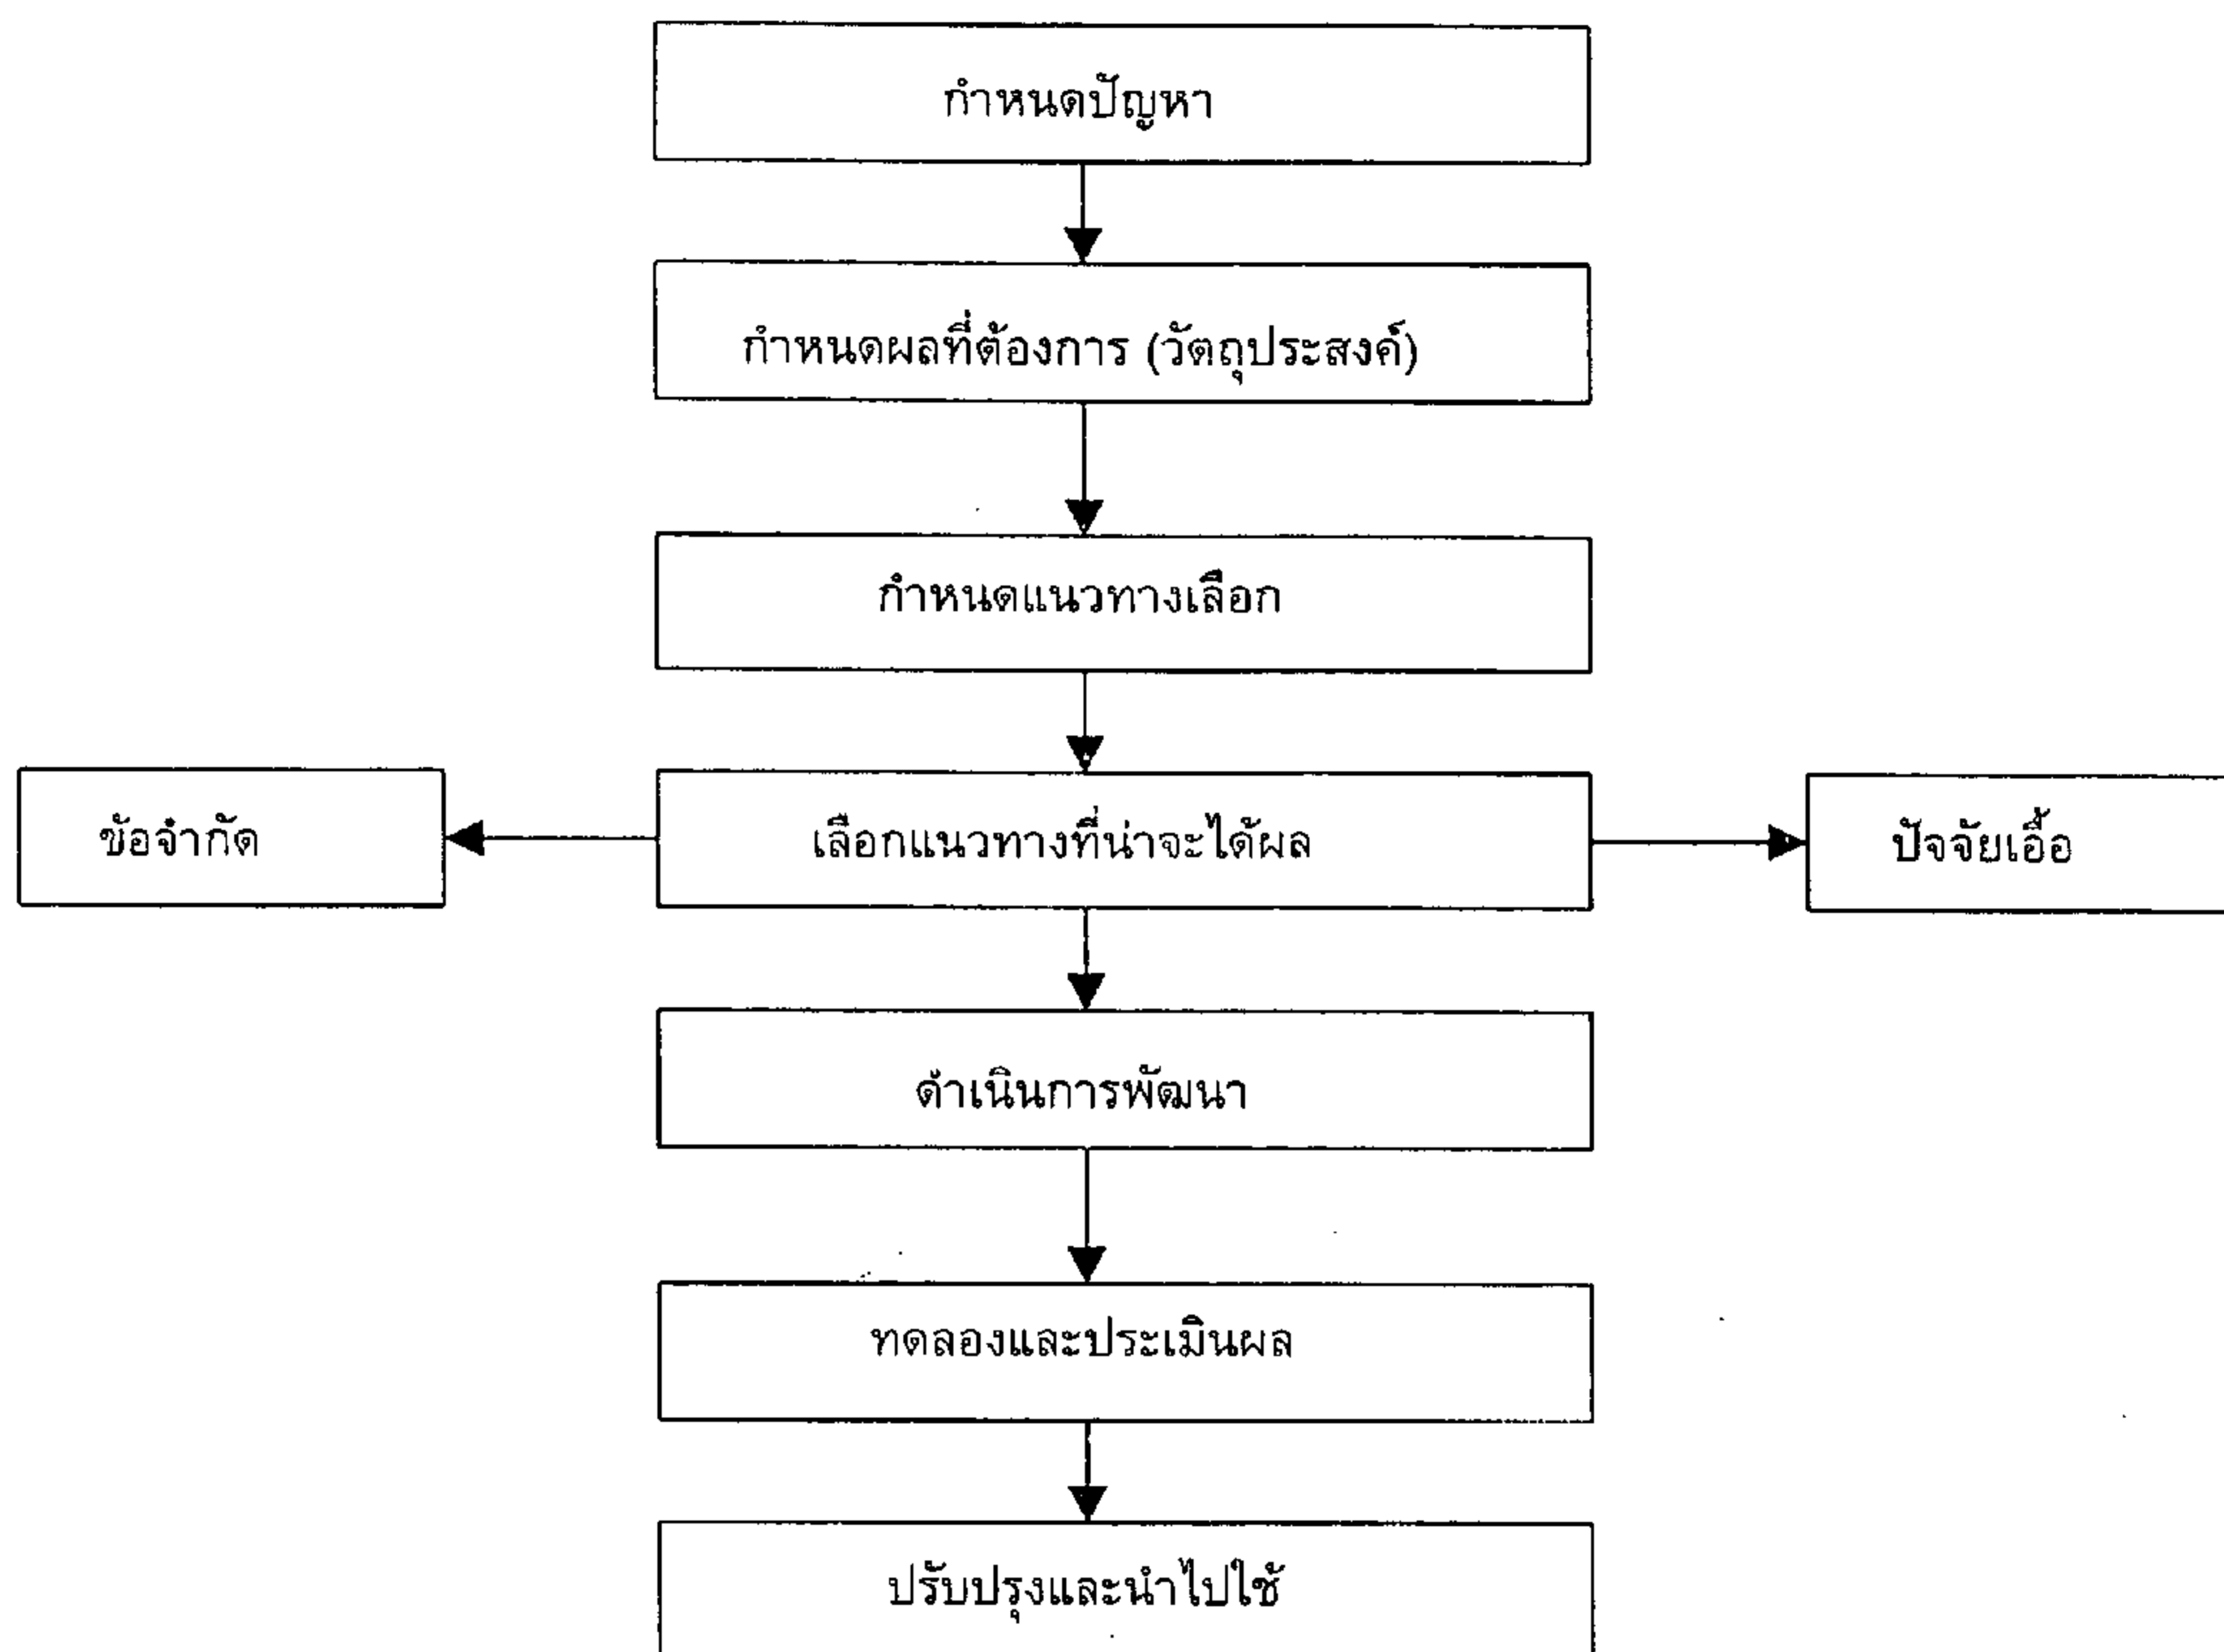 กำหนดปัญหา
กำหนดผลที่ต้องการ (วัตถุประสงค์)
กำหนดแนวทางเลือก
ข้อจำกัด
เลือกแนวทางที่น่าจะได้ผล
ปัจจัยเอื้อ
ดำเนินการพัฒนา
ทดลองและประเมินผล
ปรับปรุงและนำไปใช้